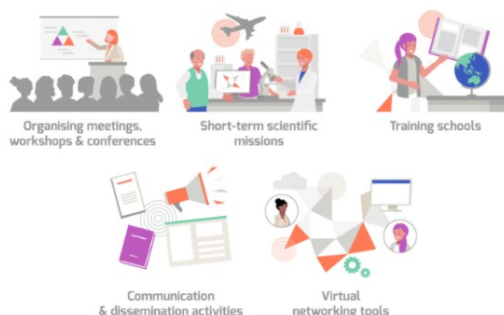 Organising meetings,
workshops & conferences
Short-term scientific
missions
Training schools
Communication
& dissemination activities
Virtual
networking tools